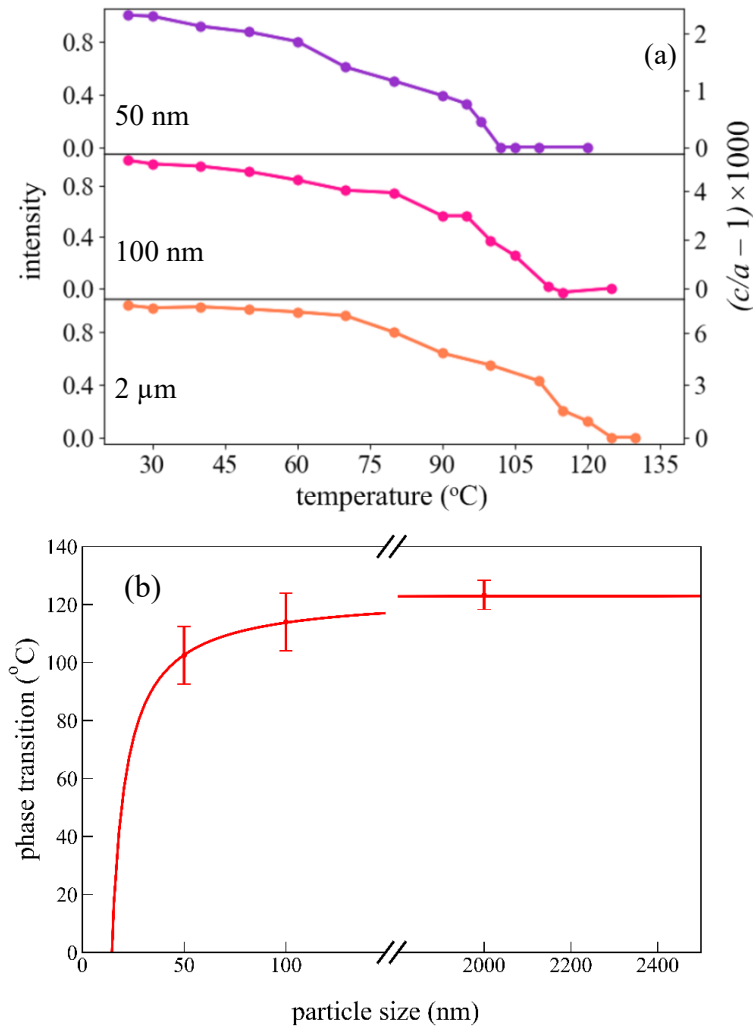 (a)
0.8
0.4
0.0
50 nm
2
1
0
0.8
0.4
0.0
100 nm
4
2
0
0.8
0.4
0.0
2 µm
6
3
0
intensity
(c/a − 1)×1000
30 45 60 75 90 105 120 135
temperature (°C)
(b)
140
120
100
80
60
40
20
0
phase transition (°C)
0 50 100 2000 2200 2400
particle size (nm)